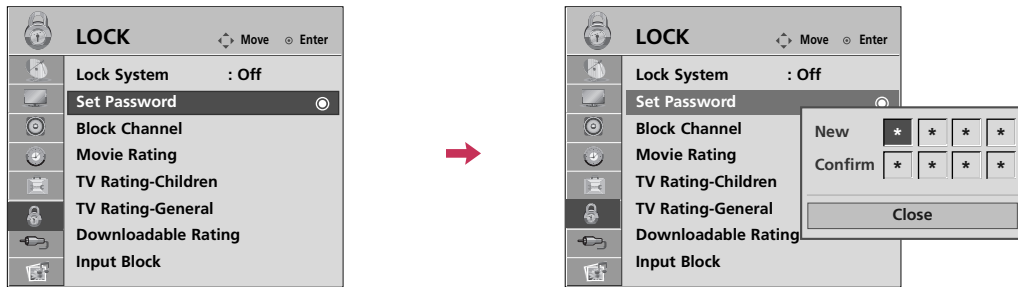 LOCK
Move Enter
Lock System : Off
Set Password
Block Channel
Movie Rating
TV Rating-Children
TV Rating-General
Downloadable Rating
Input Block
LOCK
Move Enter
Lock System : Off
Set Password
Block Channel
Movie Rating
TV Rating-Children
TV Rating-General
Downloadable Rating
Input Block
New * * * *
Confirm * * * *
Close